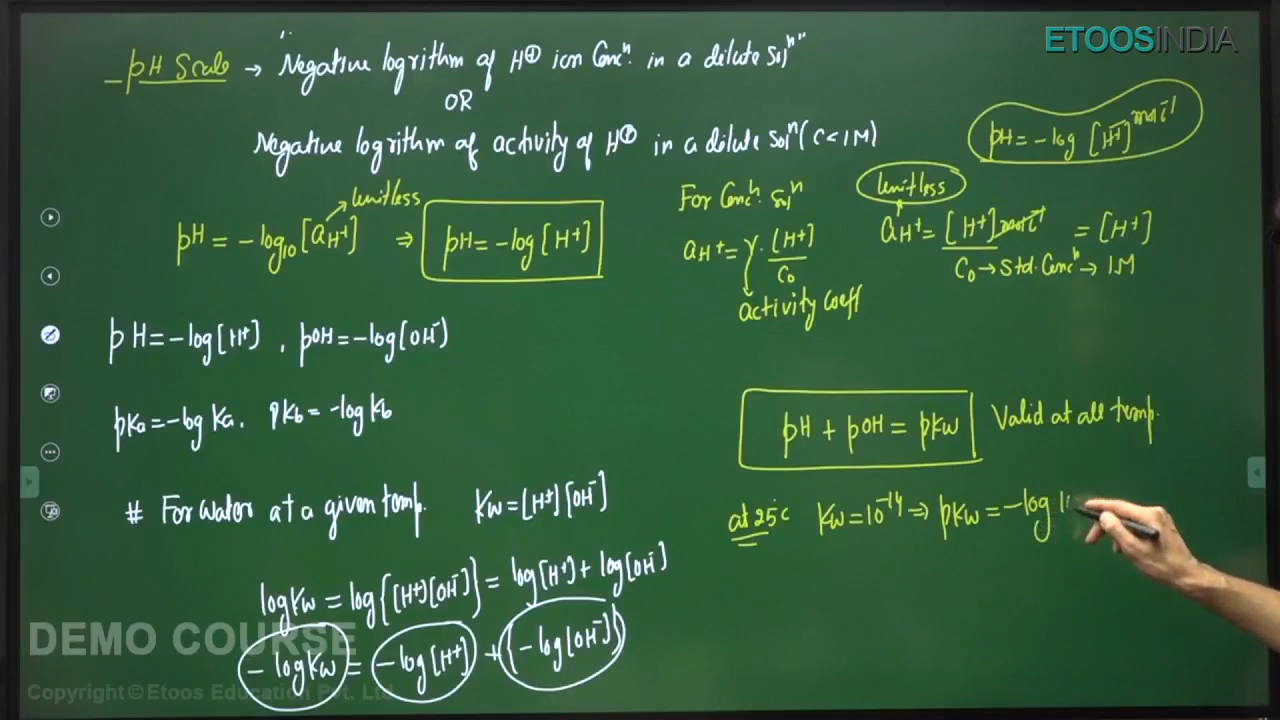 ETOOSINDIA
pH Scale → "Negative logrithm of H⊕ ion Concⁿ. in a dilute Solⁿ"
OR
Negative logrithm of activity of H⊕ in a dilute Solⁿ (C<1M)
pH = -log [H+] mol l⁻¹
Unitless
pH = -log₁₀ [aH+] ⇒ pH = -log [H+]
For Concⁿ. Solⁿ
aH+ = γ. [H+]/C₀
activity coeff
Unitless
aH+ = [H+] mol l⁻¹ / C₀ = [H+]
C₀ → Std. Concⁿ → 1M
pH = -log [H+] , pOH = -log [OH⁻]
pKa = -log Ka. pKb = -log Kb
pH + pOH = pKw Valid at all temp.
# For water at a given temp. Kw = [H+] [OH⁻]
at 25°c Kw = 10⁻¹⁴ ⇒ pKw = -log 1
log Kw = log {[H+] [OH⁻]} = log [H+] + log [OH⁻]
- log Kw = - log [H+] + (- log [OH⁻])
DEMO COURSE
Copyright © Etoos Education Pvt. Ltd